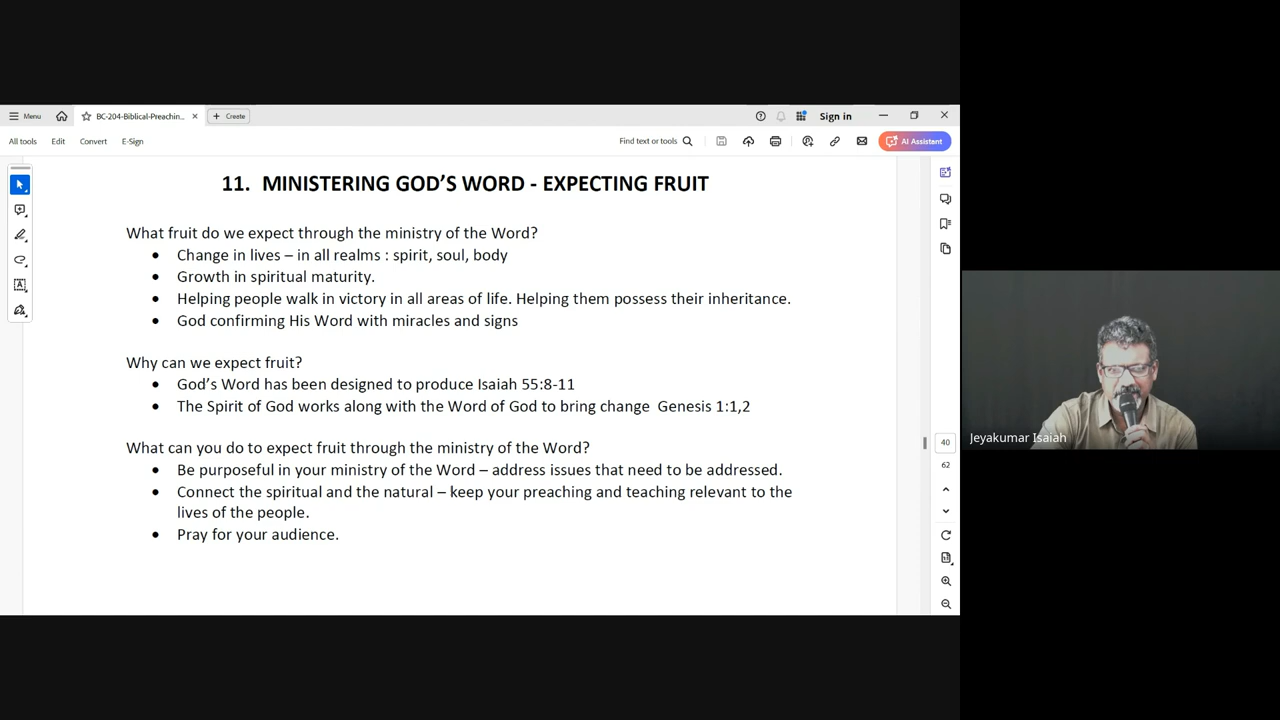 Menu
BC-204-Biblical-Preachin...
Create
Sign in
All tools
Edit
Convert
E-Sign
Find text or tools
AI Assistant
11. MINISTERING GOD'S WORD - EXPECTING FRUIT
What fruit do we expect through the ministry of the Word?
• Change in lives – in all realms : spirit, soul, body
• Growth in spiritual maturity.
• Helping people walk in victory in all areas of life. Helping them possess their inheritance.
• God confirming His Word with miracles and signs
Why can we expect fruit?
• God's Word has been designed to produce Isaiah 55:8-11
• The Spirit of God works along with the Word of God to bring change Genesis 1:1,2
What can you do to expect fruit through the ministry of the Word?
• Be purposeful in your ministry of the Word – address issues that need to be addressed.
• Connect the spiritual and the natural – keep your preaching and teaching relevant to the
lives of the people.
• Pray for your audience.
40
62
Jeyakumar Isaiah